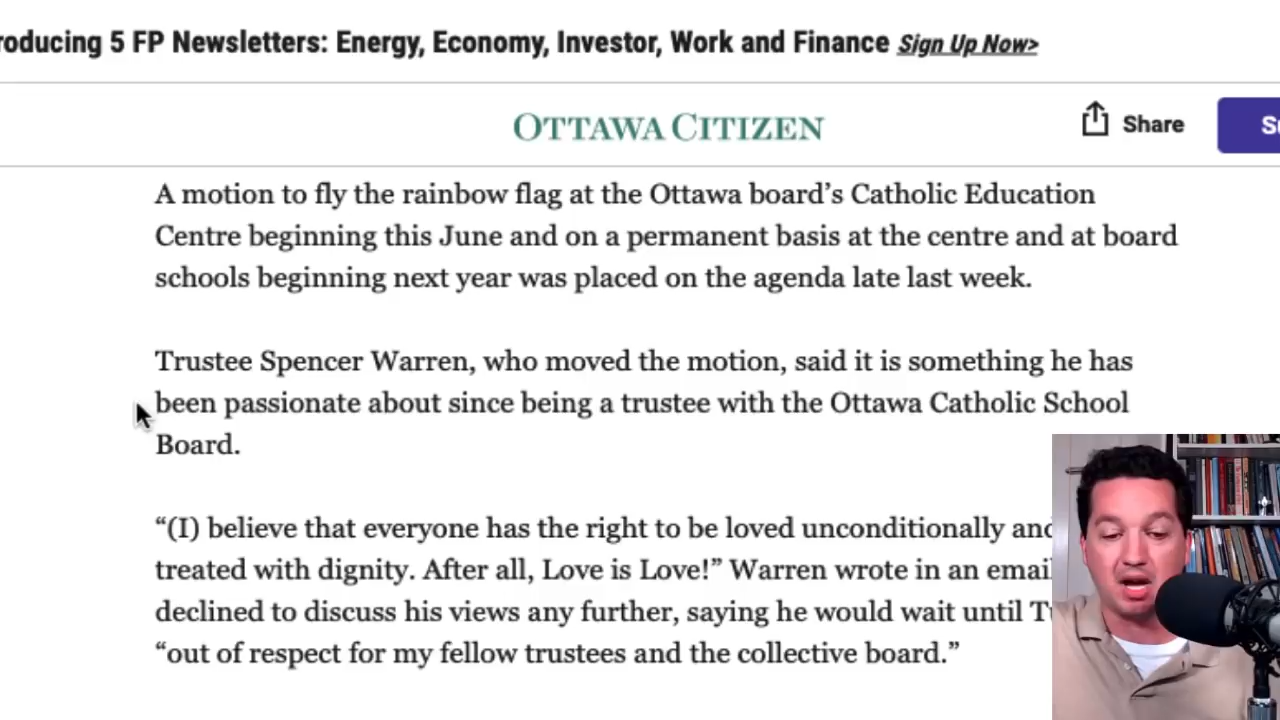 roducing 5 FP Newsletters: Energy, Economy, Investor, Work and Finance Sign Up Now>
OTTAWA CITIZEN
Share
A motion to fly the rainbow flag at the Ottawa board’s Catholic Education
Centre beginning this June and on a permanent basis at the centre and at board
schools beginning next year was placed on the agenda late last week.
Trustee Spencer Warren, who moved the motion, said it is something he has
been passionate about since being a trustee with the Ottawa Catholic School
Board.
“(I) believe that everyone has the right to be loved unconditionally and
treated with dignity. After all, Love is Love!” Warren wrote in an email
declined to discuss his views any further, saying he would wait until
“out of respect for my fellow trustees and the collective board.”